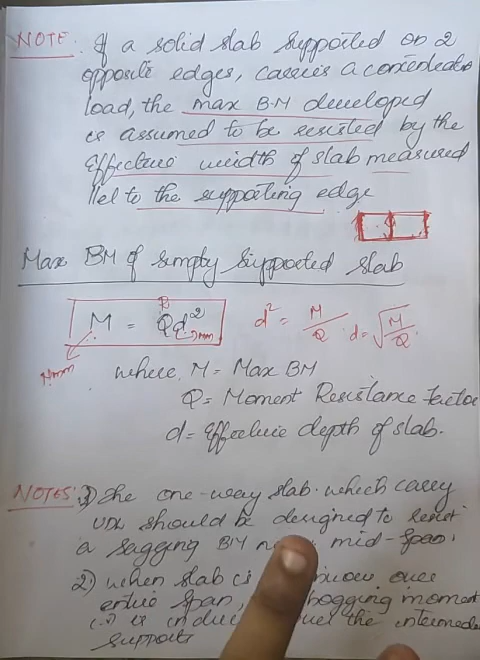 NOTE: If a solid slab supported on 2
opposite edges, carries a concentrated
load, the max B.M developed
is assumed to be resisted by the
effective width of slab measured
llel to the supporting edge
Max BM of simply supported slab
M = Qd² d² = M/Q d = √M/Q
B
mm
Nmm
where, M = Max BM
Q = Moment Resistance factor
d = Effective depth of slab.
NOTES: 1) The one-way slab which carry
UDL should be designed to resist
a sagging BM mid-span.
2) when slab is over
entire span, hogging moment
(-) is the intermediate
supports